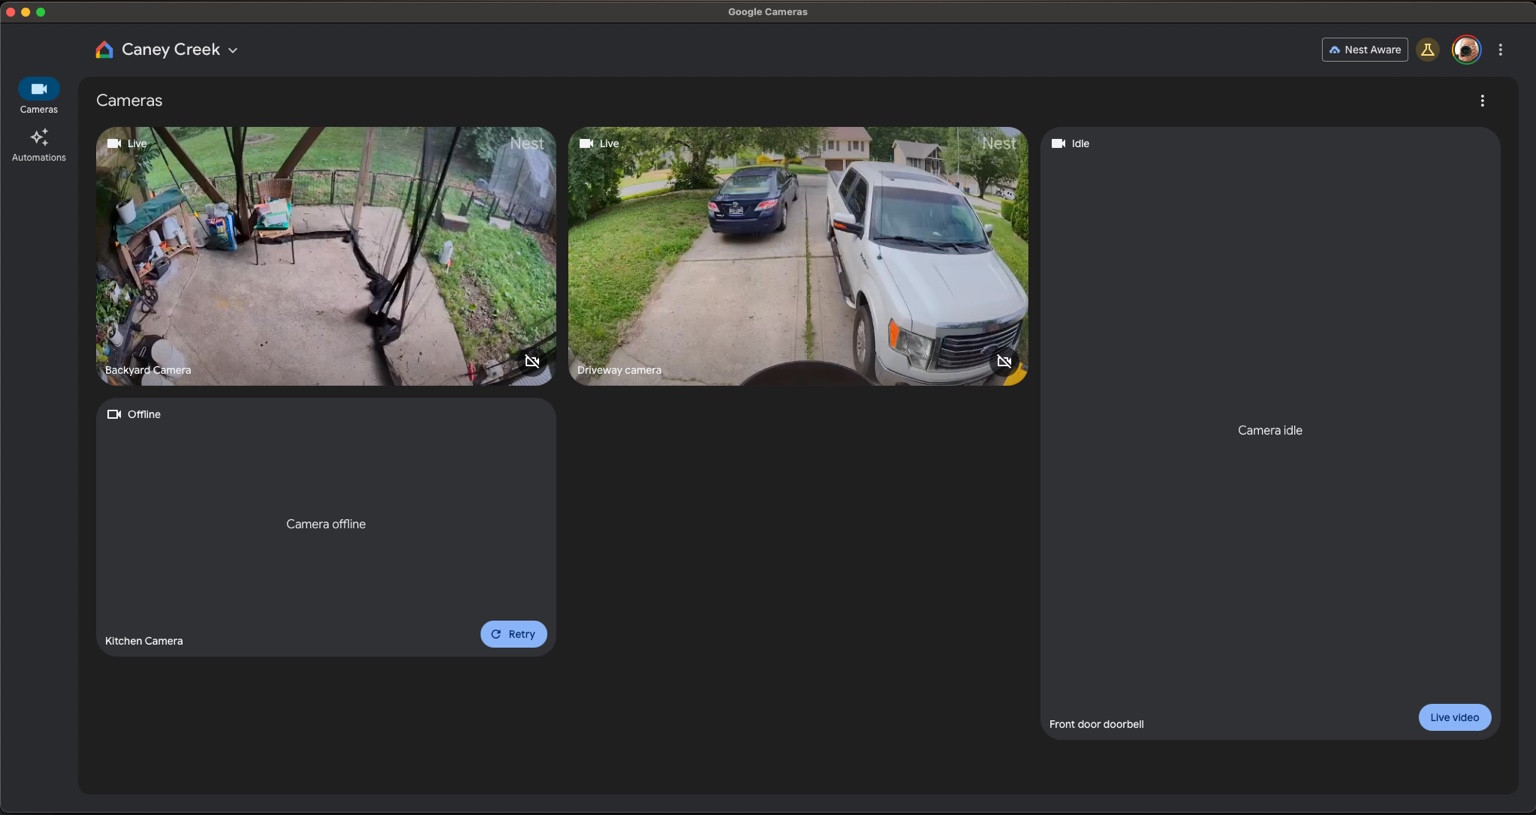 Google Cameras
Caney Creek
Nest Aware
Cameras
Automations
Cameras
Live
Nest
Backyard Camera
Live
Nest
Driveway camera
Idle
Camera idle
Front door doorbell
Live video
Offline
Camera offline
Kitchen Camera
Retry